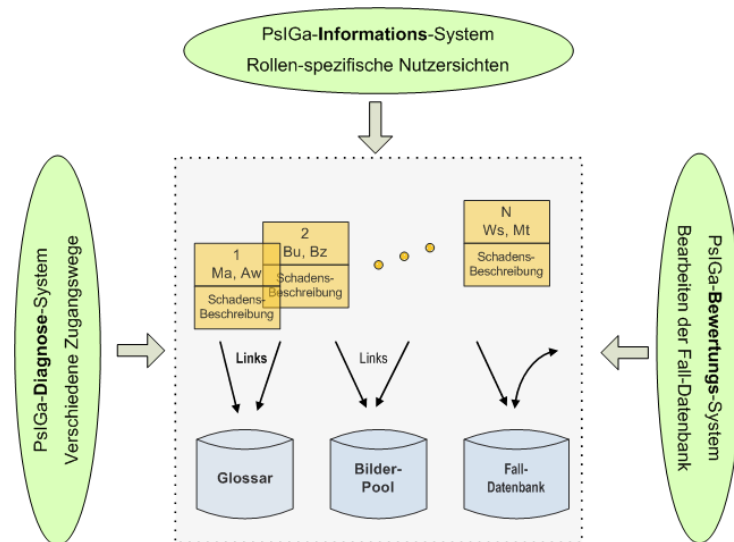 PsIGa-Informations-System
Rollen-spezifische Nutzersichten
PsIGa-Diagnose-System
Verschiedene Zugangswege
1
Ma, Aw
Schadens-
Beschreibung
2
Bu, Bz
Schadens-
Beschreibung
N
Ws, Mt
Schadens-
Beschreibung
Links
Links
Glossar
Bilder-
Pool
Fall-
Datenbank
PsIGa-Bewertungs-System
Bearbeiten der Fall-Datenbank